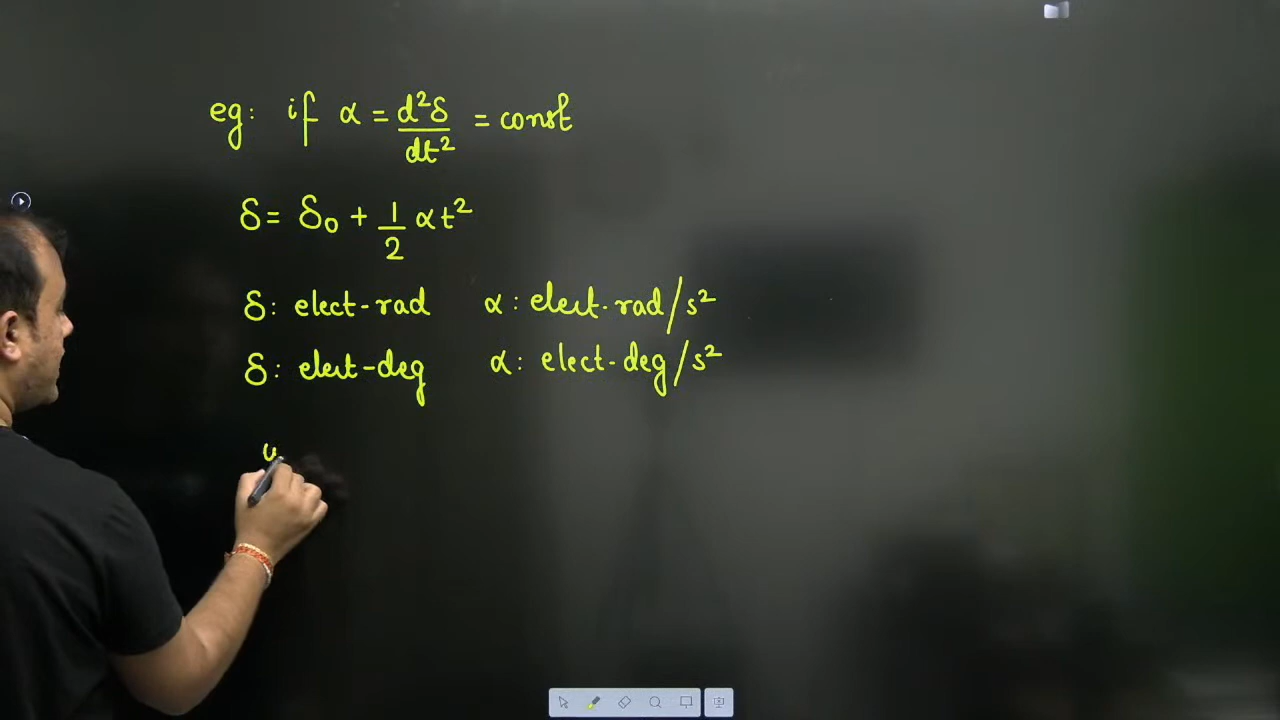 eg: if α = d²δ/dt² = const
δ = δ₀ + 1/2 αt²
δ: elect-rad α: elect-rad/s²
δ: elect-deg α: elect-deg/s²